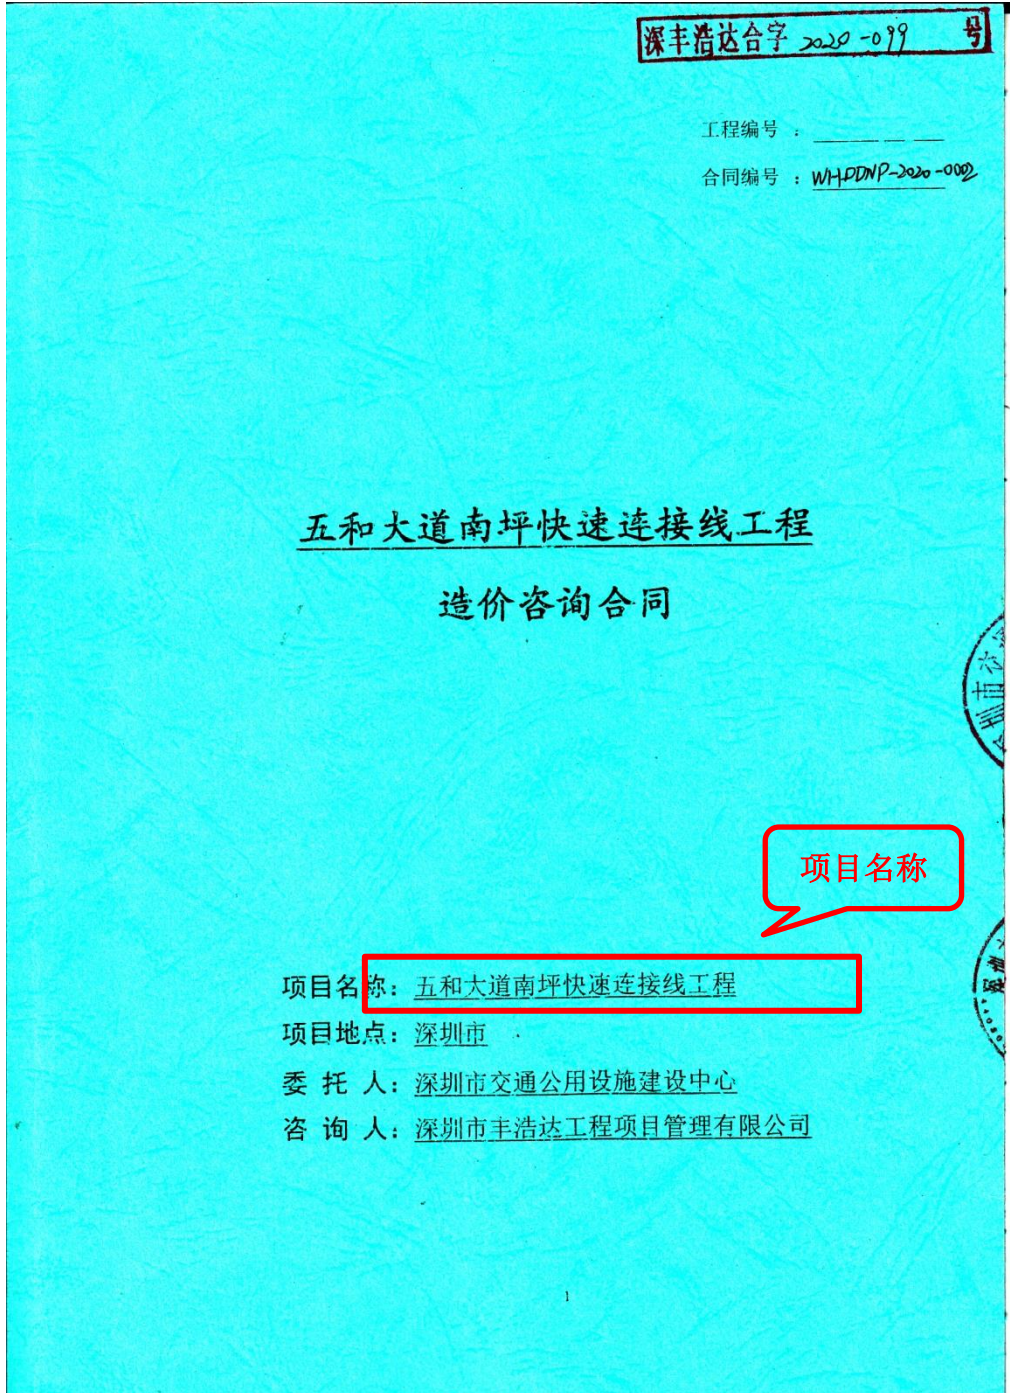 深丰浩达合字 2020-099 号
工程编号 ：
合同编号 ：WHDDNP-2020-0002
五和大道南坪快速连接线工程
造价咨询合同
圳市交通
项目名称
项目名称：五和大道南坪快速连接线工程
项目地点：深圳市
委 托 人：深圳市交通公用设施建设中心
咨 询 人：深圳市丰浩达工程项目管理有限公司
1